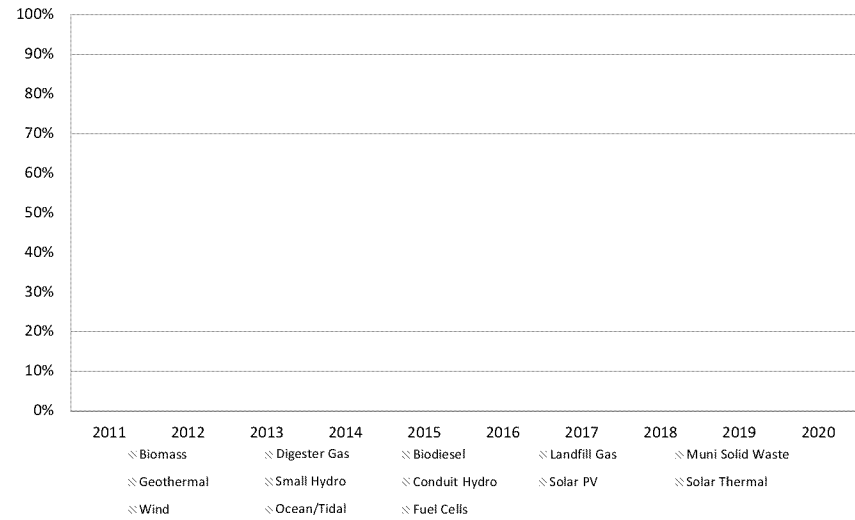 100%
90%
80%
70%
60%
50%
40%
30%
20%
10%
0%
2011 2012 2013 2014 2015 2016 2017 2018 2019 2020
Biomass Digester Gas Biodiesel Landfill Gas Muni Solid Waste
Geothermal Small Hydro Conduit Hydro Solar PV Solar Thermal
Wind Ocean/Tidal Fuel Cells